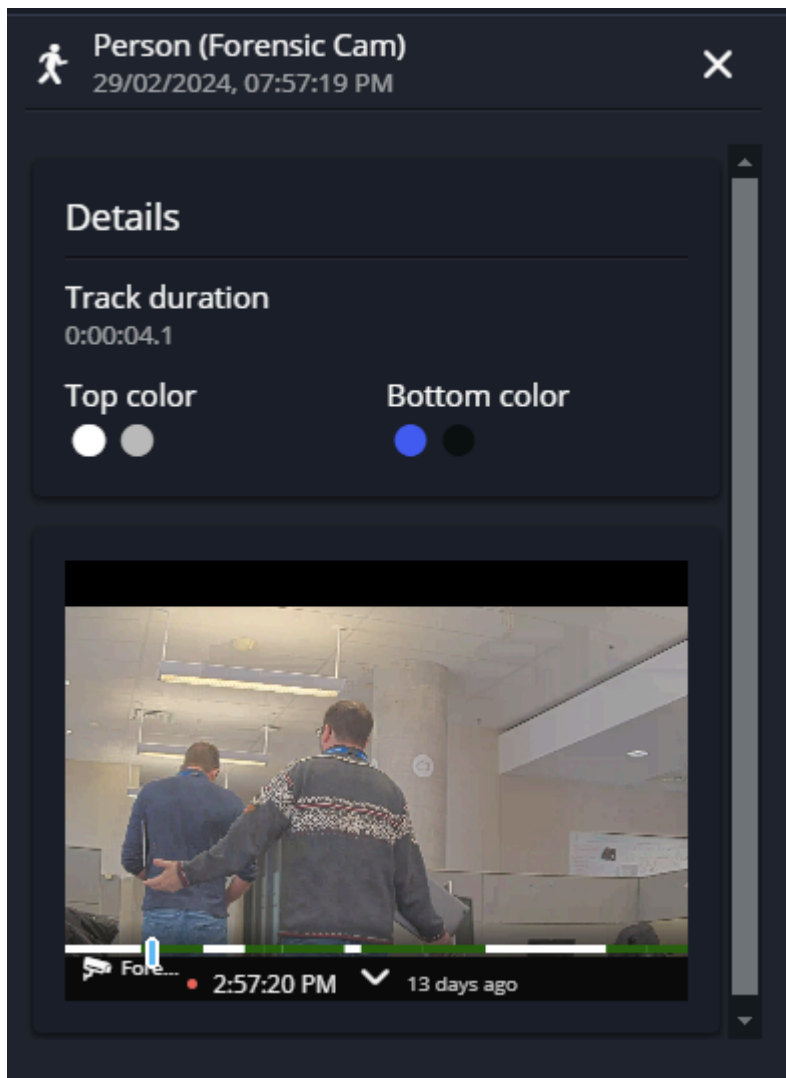 Person (Forensic Cam)
29/02/2024, 07:57:19 PM
Details
Track duration
0:00:04.1
Top color
Bottom color
Fore...
2:57:20 PM
13 days ago